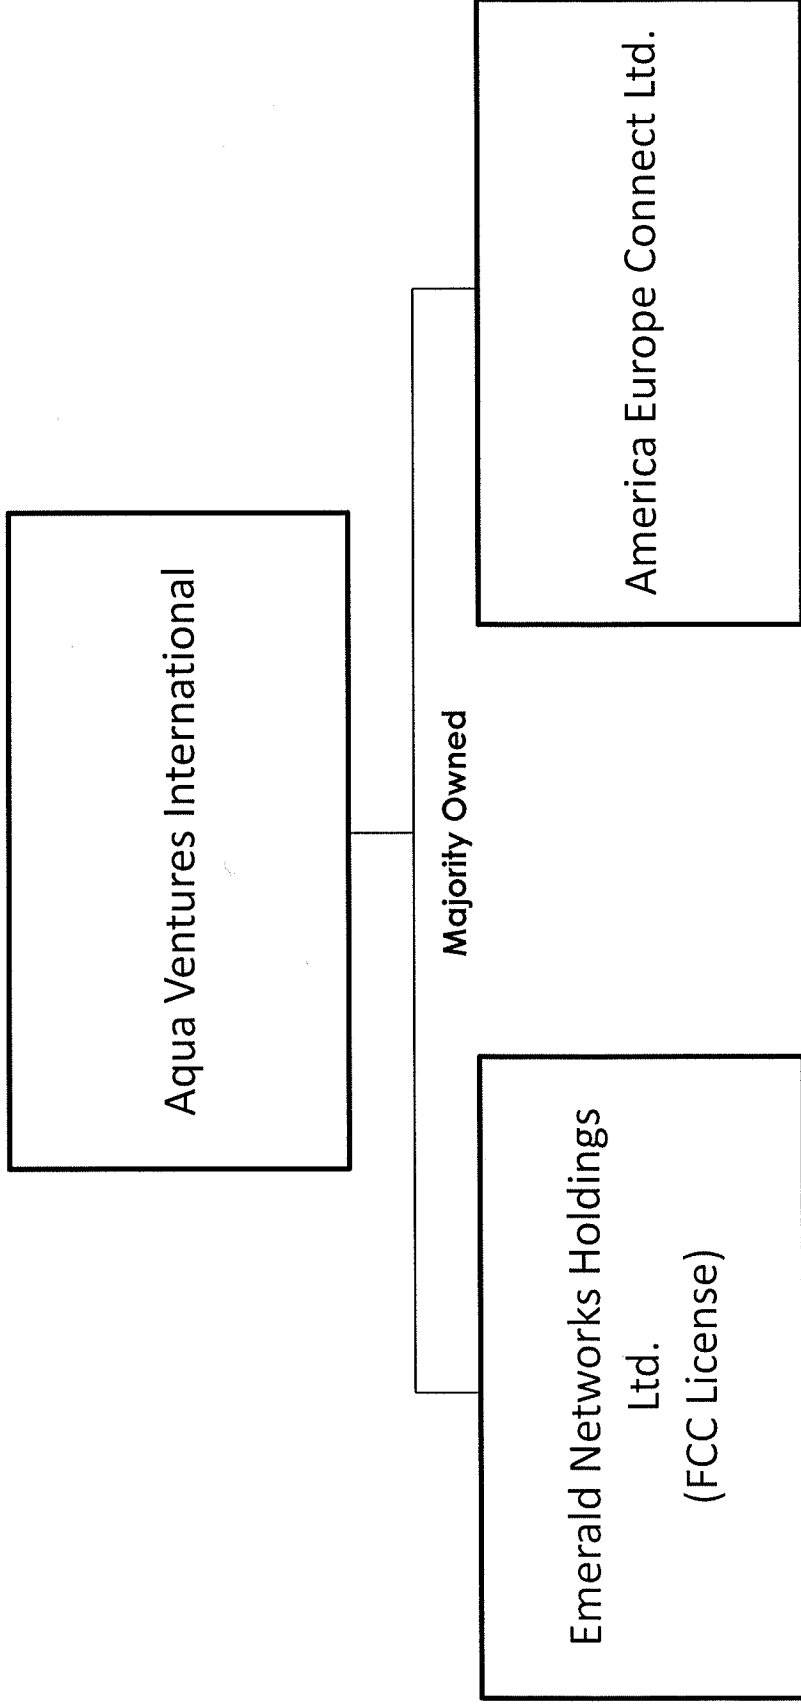 Aqua Ventures International
Majority Owned
Emerald Networks Holdings
Ltd.
(FCC License)
America Europe Connect Ltd.